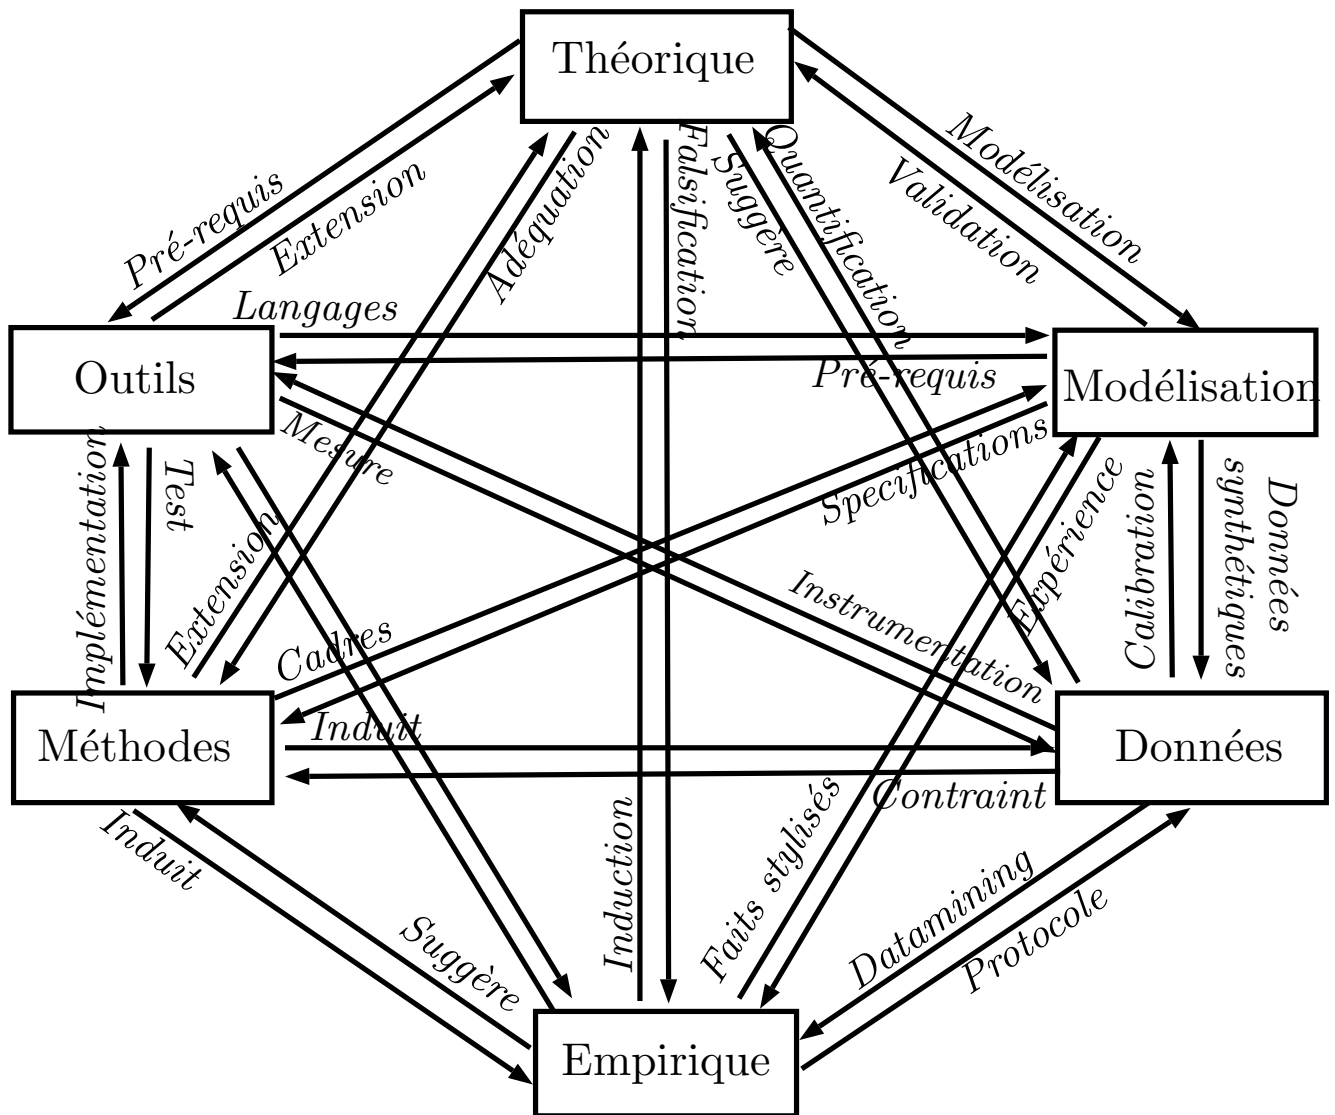 Théorique
Pré-requis
Extension
Adéquation
Falsification
Suggère
Quantification
Modélisation
Validation
Langages
Outils
Pré-requis
Modélisation
Mesure
Specifications
Implémentation
Test
Extension
Cadres
Instrumentation
Expérience
Calibration
Données
synthétiques
Induit
Méthodes
Données
Contraint
Induit
Suggère
Induction
Faits stylisés
Datamining
Protocole
Empirique